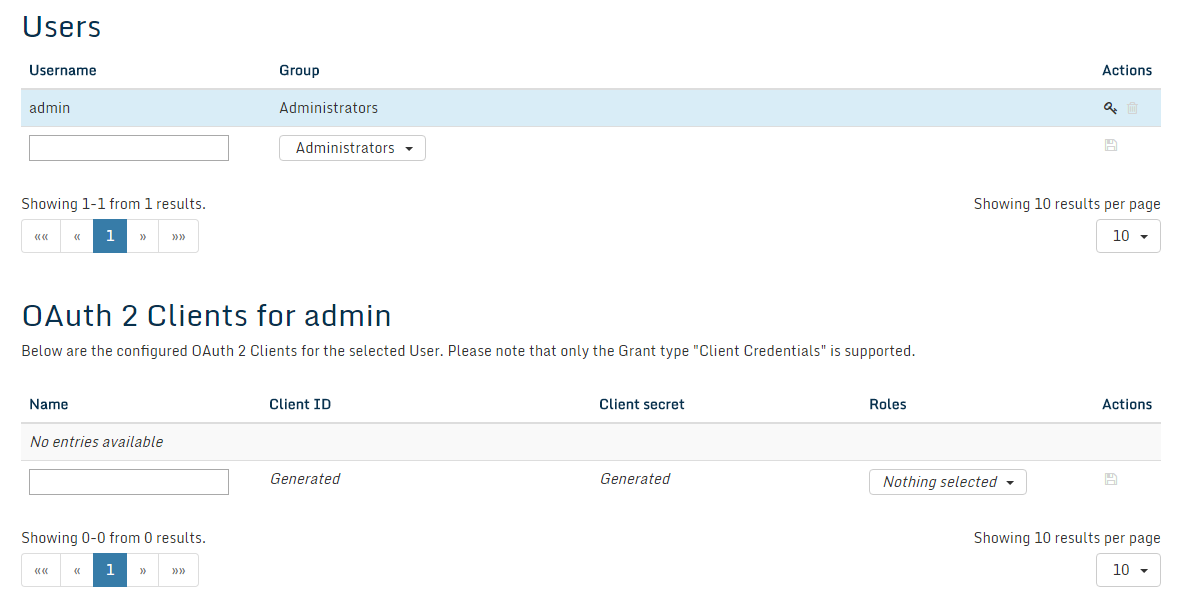 Users
Username Group Actions
admin Administrators
Administrators
Showing 1-1 from 1 results. Showing 10 results per page
«« « 1 » »» 10
OAuth 2 Clients for admin
Below are the configured OAuth 2 Clients for the selected User. Please note that only the Grant type "Client Credentials" is supported.
Name Client ID Client secret Roles Actions
No entries available
Generated Generated Nothing selected
Showing 0-0 from 0 results. Showing 10 results per page
«« « 1 » »» 10